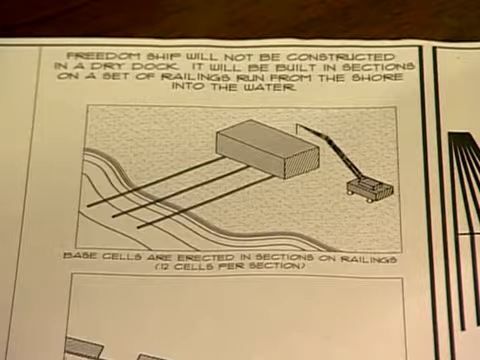 FREEDOM SHIP WILL NOT BE CONSTRUCTED
IN A DRY DOCK. IT WILL BE BUILT IN SECTIONS
ON A SET OF RAILINGS RUN FROM THE SHORE
INTO THE WATER.
BASE CELLS ARE ERECTED IN SECTIONS ON RAILINGS
(12 CELLS PER SECTION)